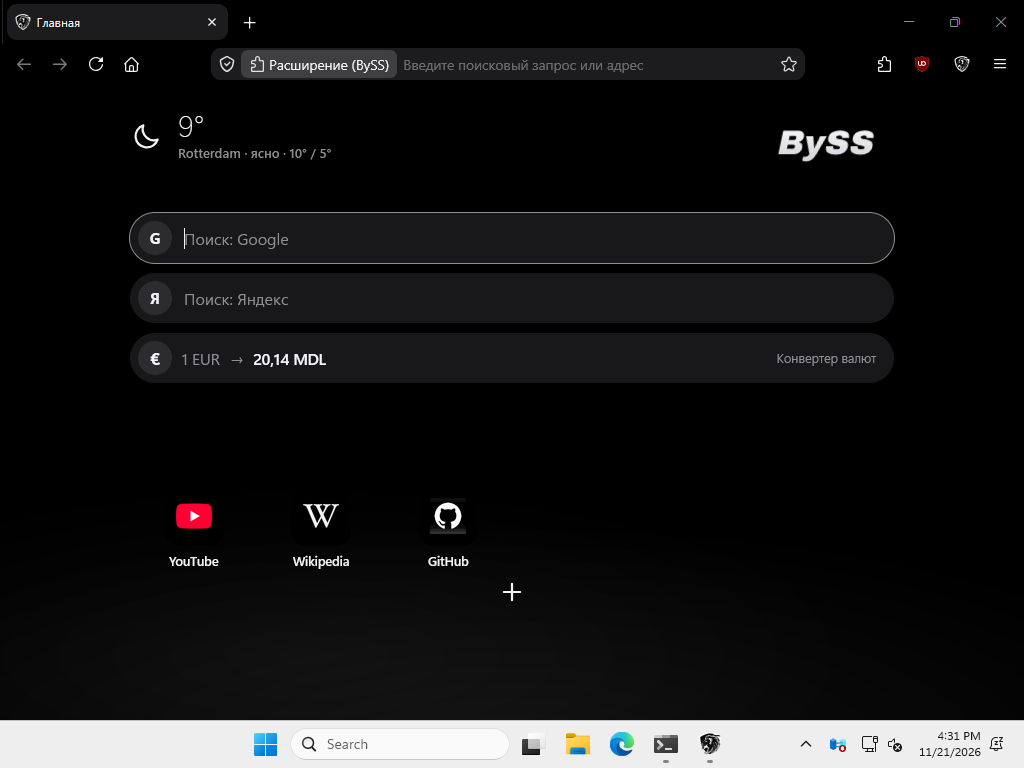 Главная
Расширение (BySS)
Введите поисковый запрос или адрес
UD
9°
Rotterdam · ясно · 10° / 5°
BySS
G Поиск: Google
Я Поиск: Яндекс
€ 1 EUR → 20,14 MDL Конвертер валют
W
YouTube Wikipedia GitHub
Search
4:31 PM
11/21/2026